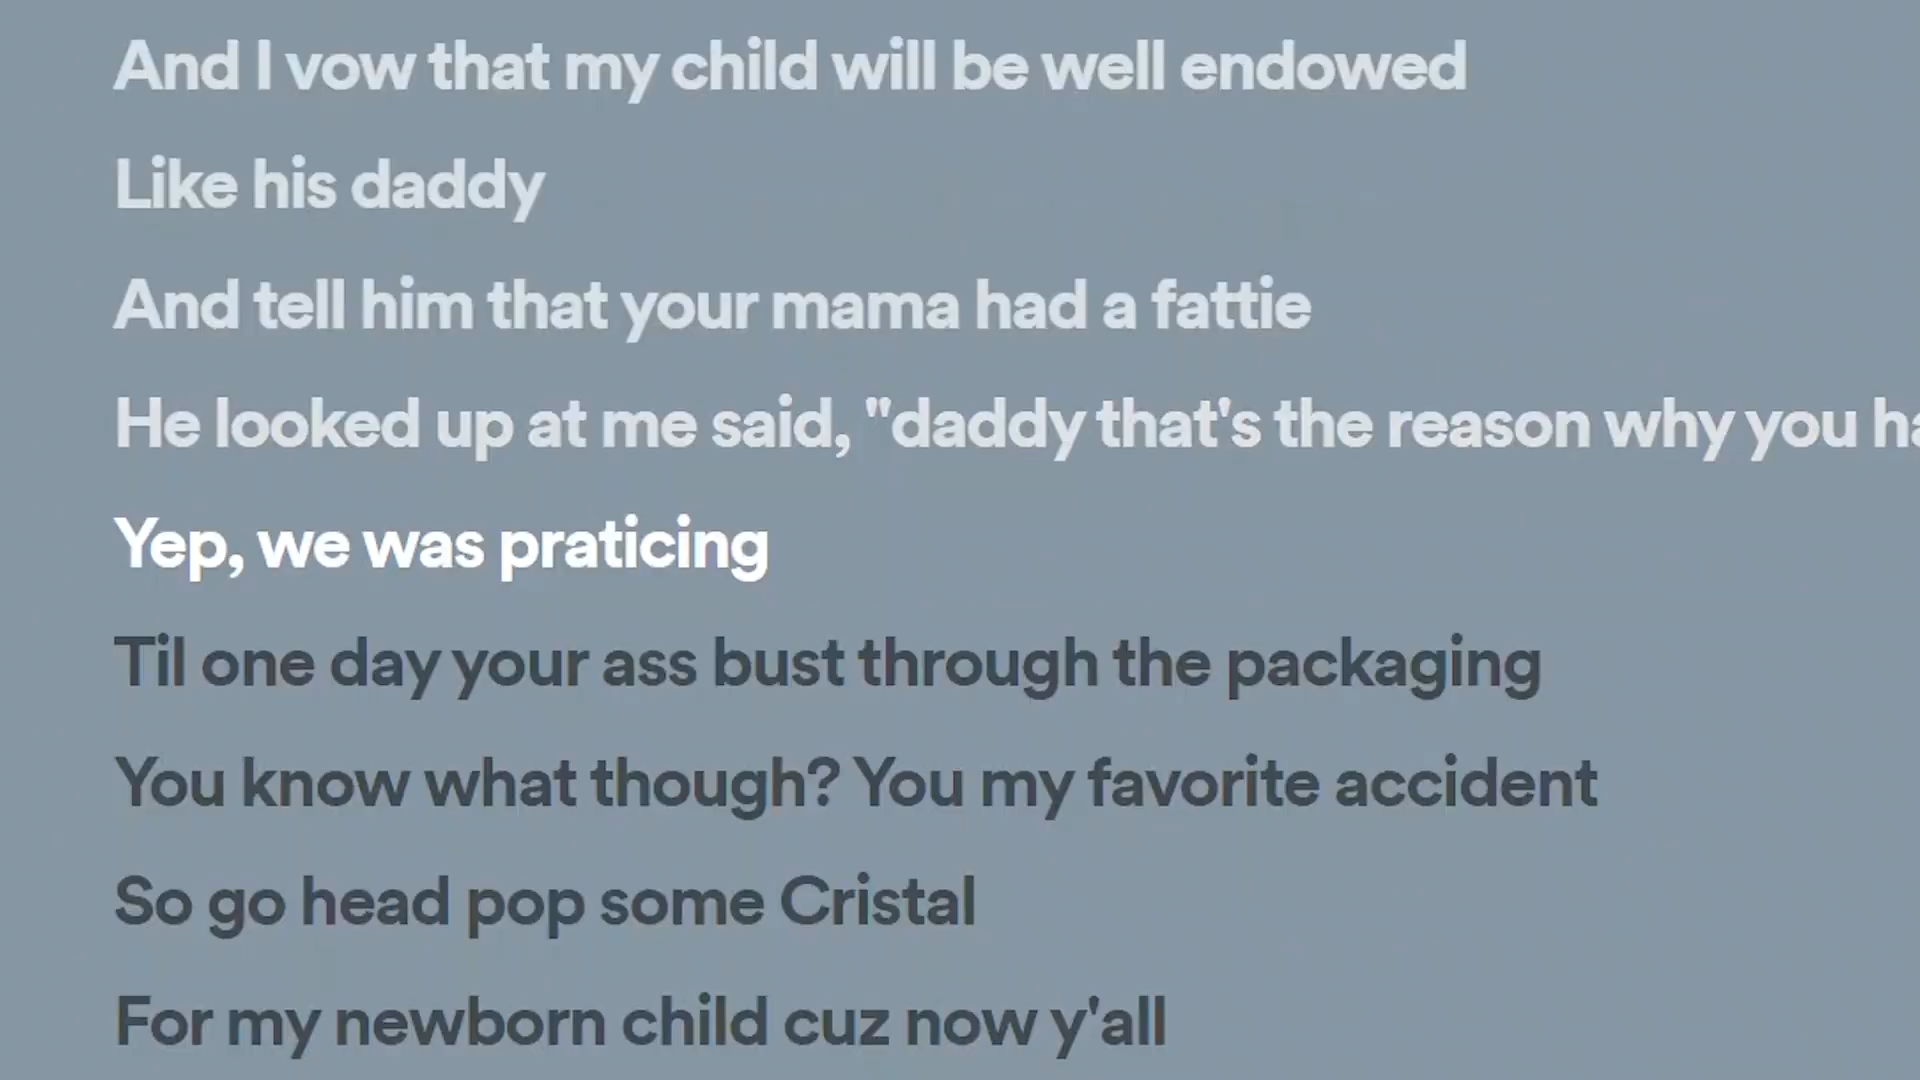 And I vow that my child will be well endowed
Like his daddy
And tell him that your mama had a fattie
He looked up at me said, "daddy that's the reason why you
Yep, we was praticing
Til one day your ass bust through the packaging
You know what though? You my favorite accident
So go head pop some Cristal
For my newborn child cuz now y'all